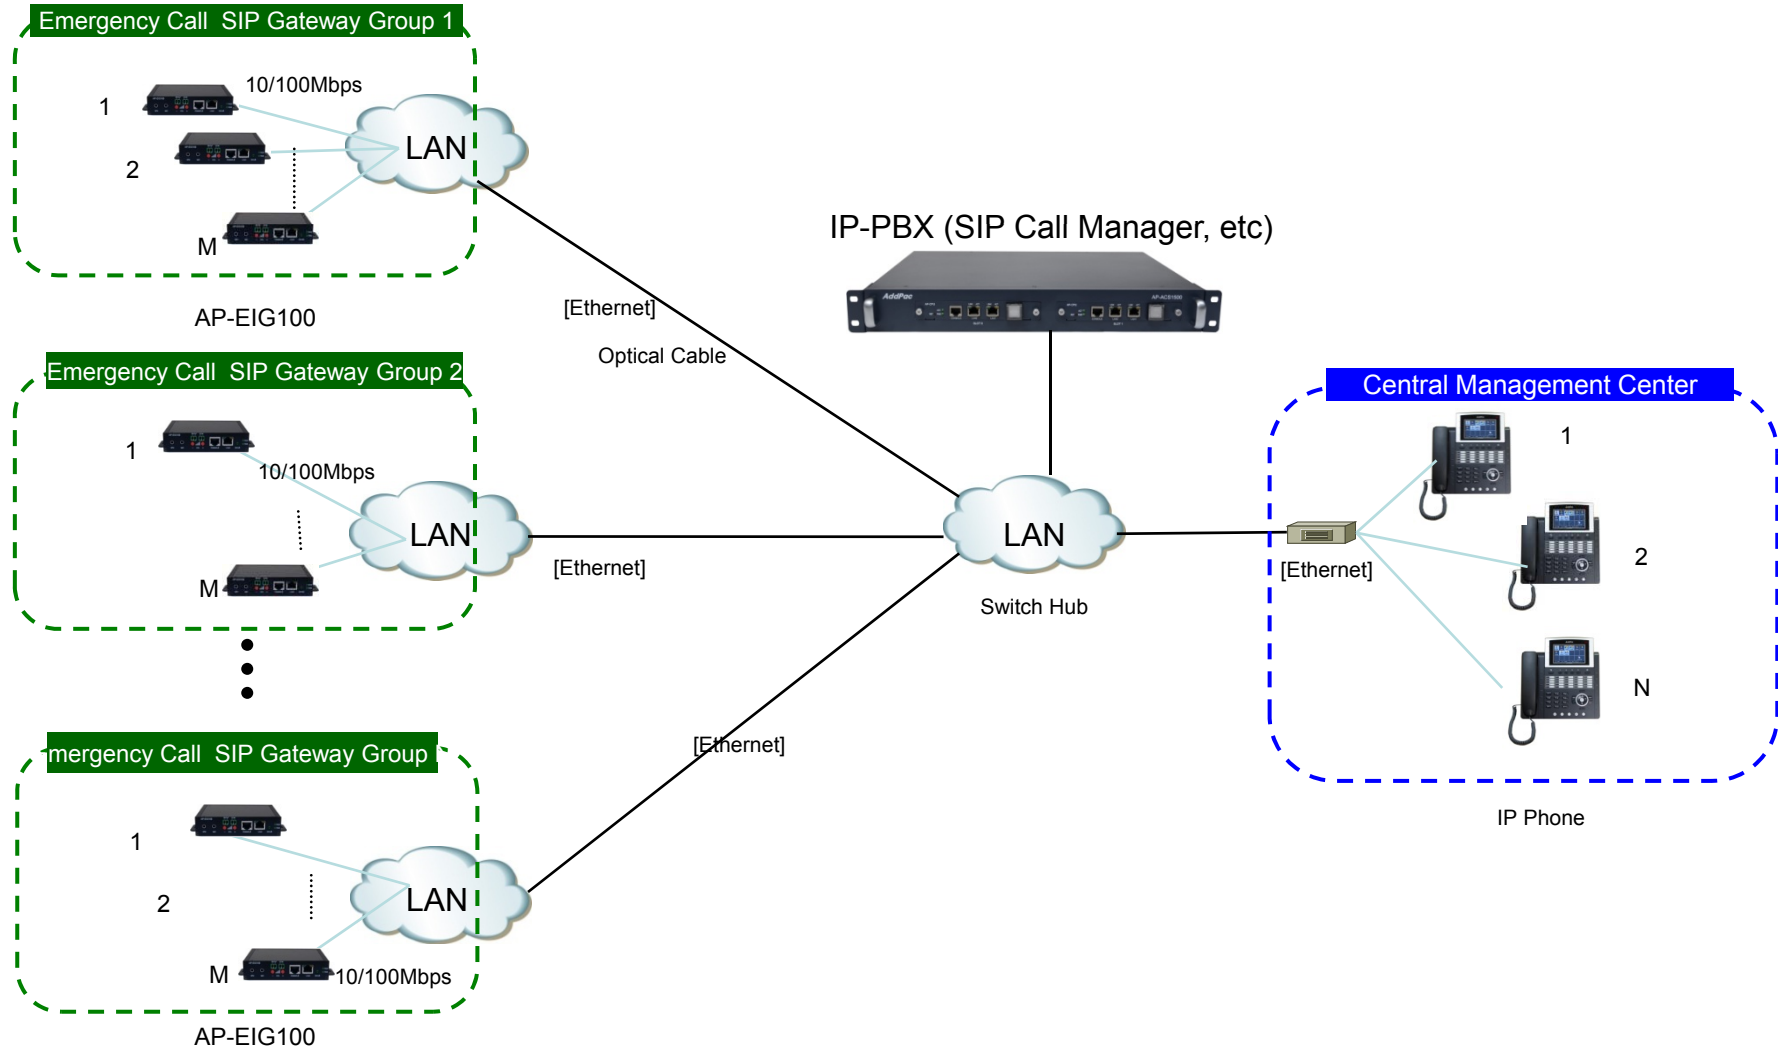 Emergency Call  SIP Gateway Group 1
10/100Mbps
1
2
M
LAN
AP-EIG100
[Ethernet]
Optical Cable
IP-PBX (SIP Call Manager, etc)
AddPac
AP-ACS1500
Emergency Call  SIP Gateway Group 2
1
10/100Mbps
M
LAN
[Ethernet]
LAN
Switch Hub
Central Management Center
1
2
N
[Ethernet]
IP Phone
mergency Call  SIP Gateway Group
1
2
M
LAN
10/100Mbps
[Ethernet]
AP-EIG100